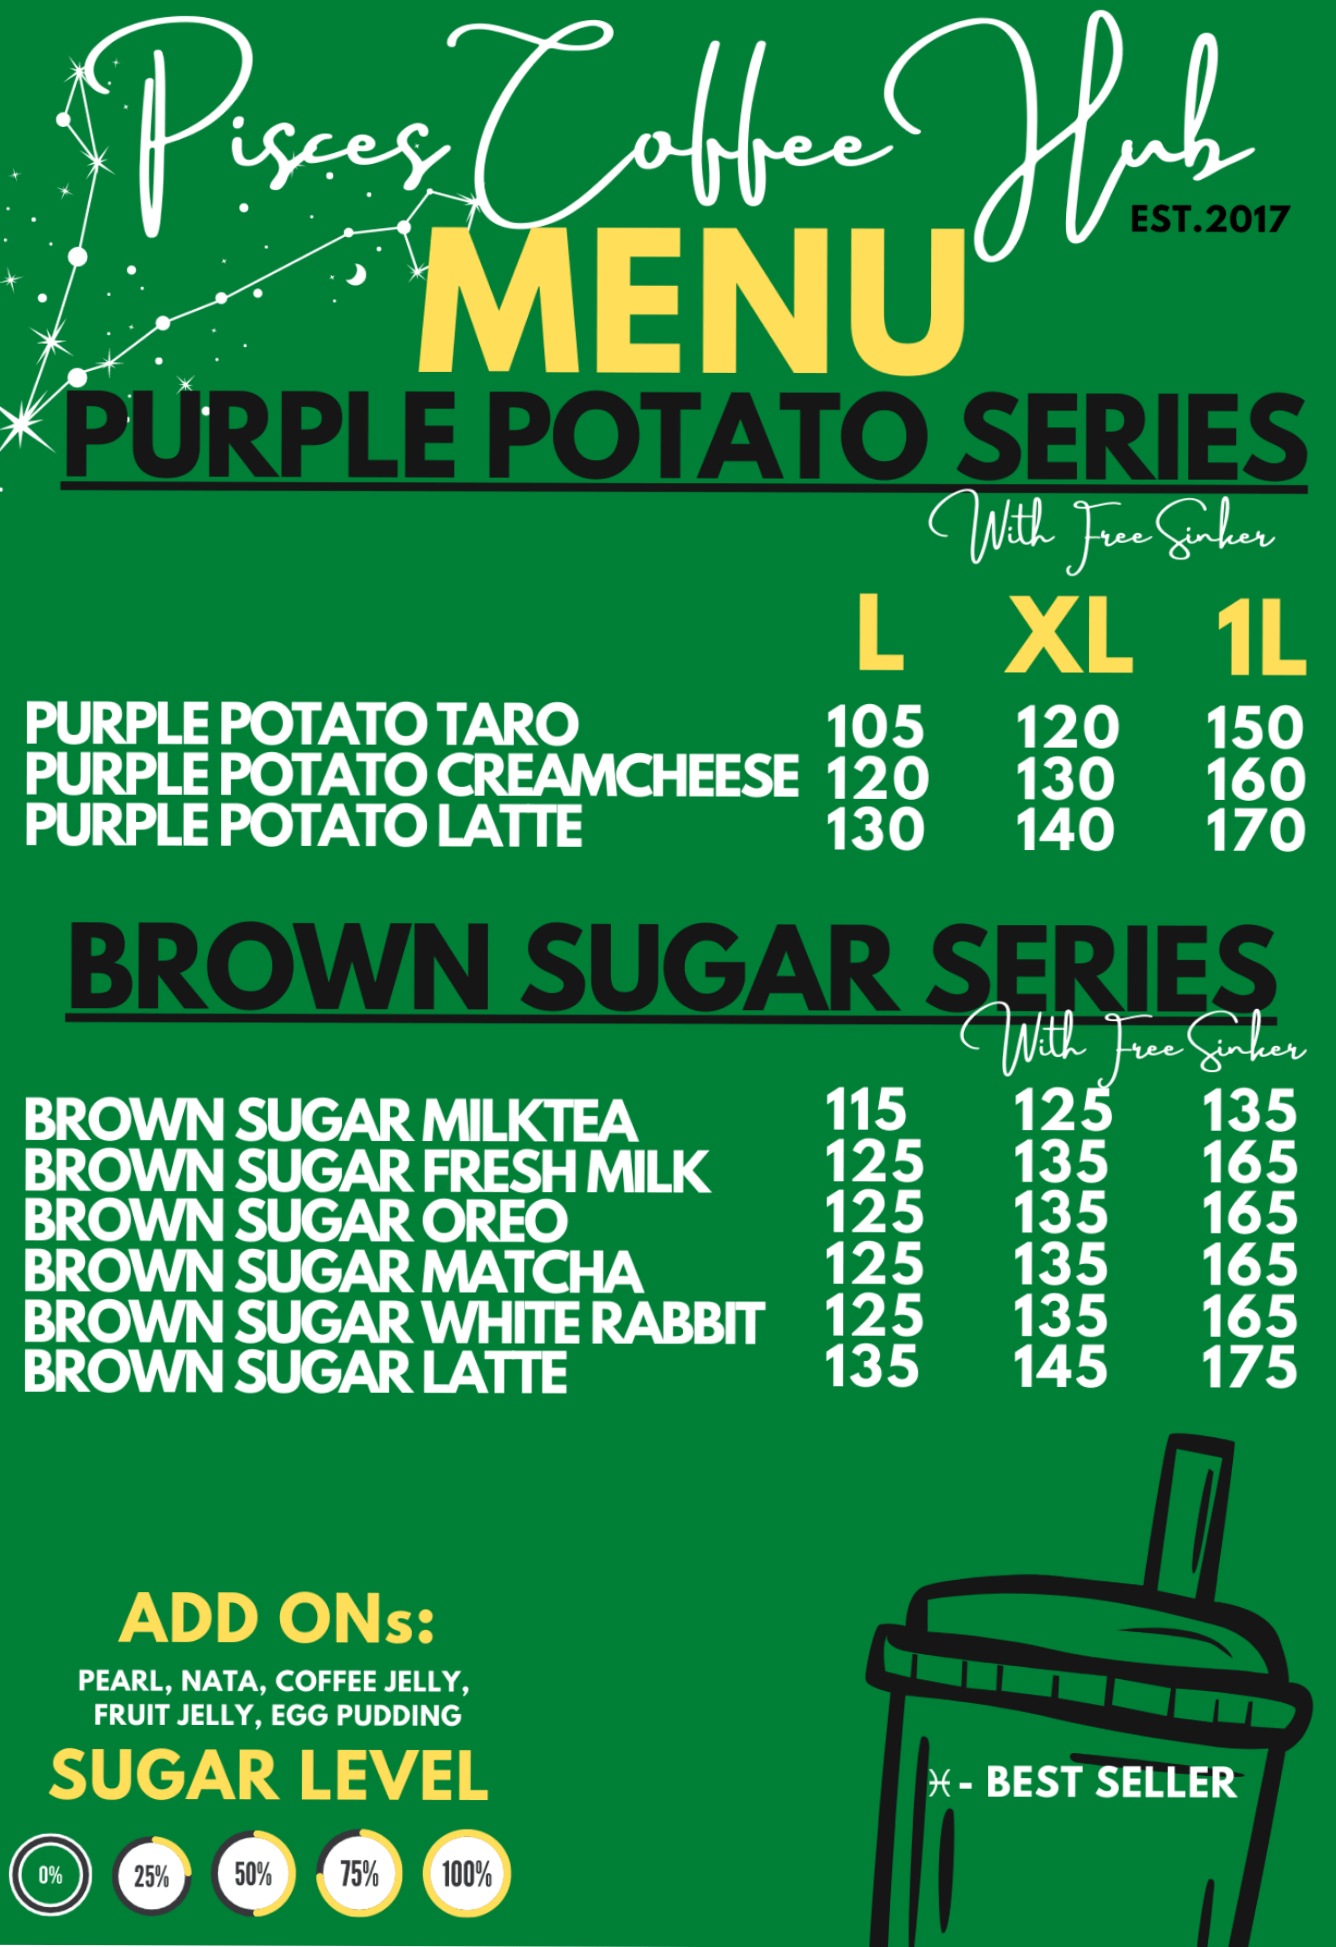 Pisces Coffee Hub
EST.2017
MENU
PURPLE POTATO SERIES
With Free Sinker
L XL 1L
PURPLE POTATO TARO 105 120 150
PURPLE POTATO CREAMCHEESE 120 130 160
PURPLE POTATO LATTE 130 140 170
BROWN SUGAR SERIES
With Free Sinker
BROWN SUGAR MILKTEA 115 125 135
BROWN SUGAR FRESH MILK 125 135 165
BROWN SUGAR OREO 125 135 165
BROWN SUGAR MATCHA 125 135 165
BROWN SUGAR WHITE RABBIT 125 135 165
BROWN SUGAR LATTE 135 145 175
ADD ONs:
PEARL, NATA, COFFEE JELLY,
FRUIT JELLY, EGG PUDDING
SUGAR LEVEL
0% 25% 50% 75% 100%
♓- BEST SELLER